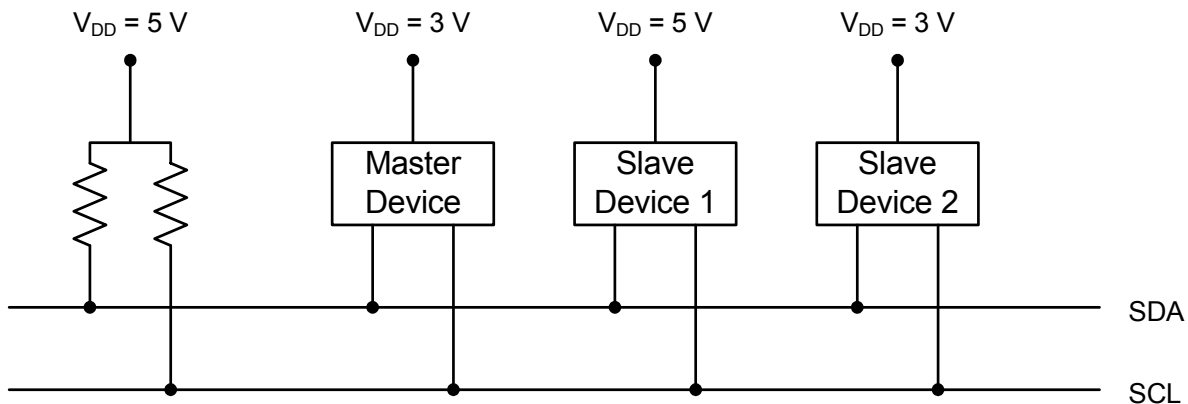 V_DD = 5 V
V_DD = 3 V
V_DD = 5 V
V_DD = 3 V
Master
Device
Slave
Device 1
Slave
Device 2
SDA
SCL